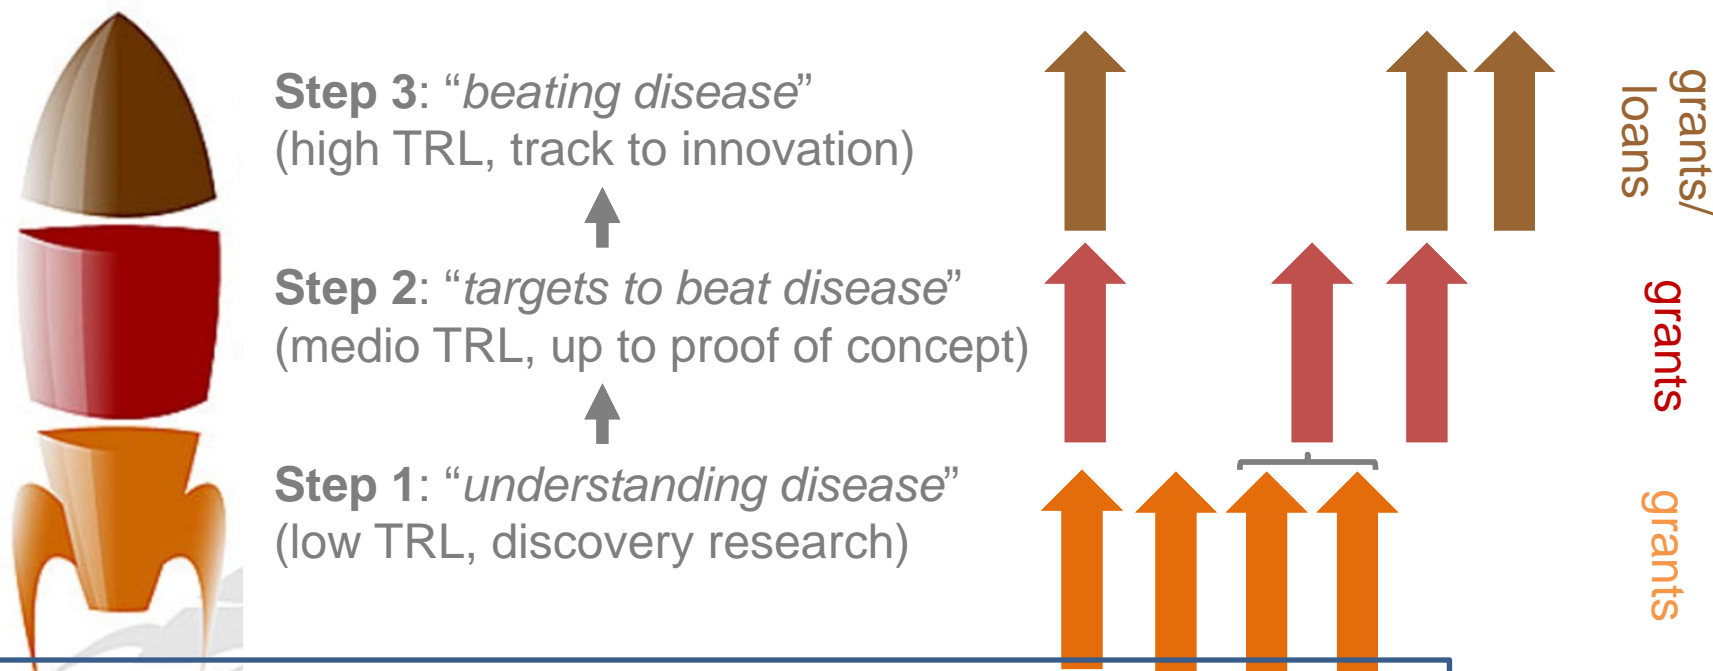 Step 3: “beating disease”
(high TRL, track to innovation)
Step 2: “targets to beat disease”
(medio TRL, up to proof of concept)
Step 1: “understanding disease”
(low TRL, discovery research)
grants/
loans
grants
grants